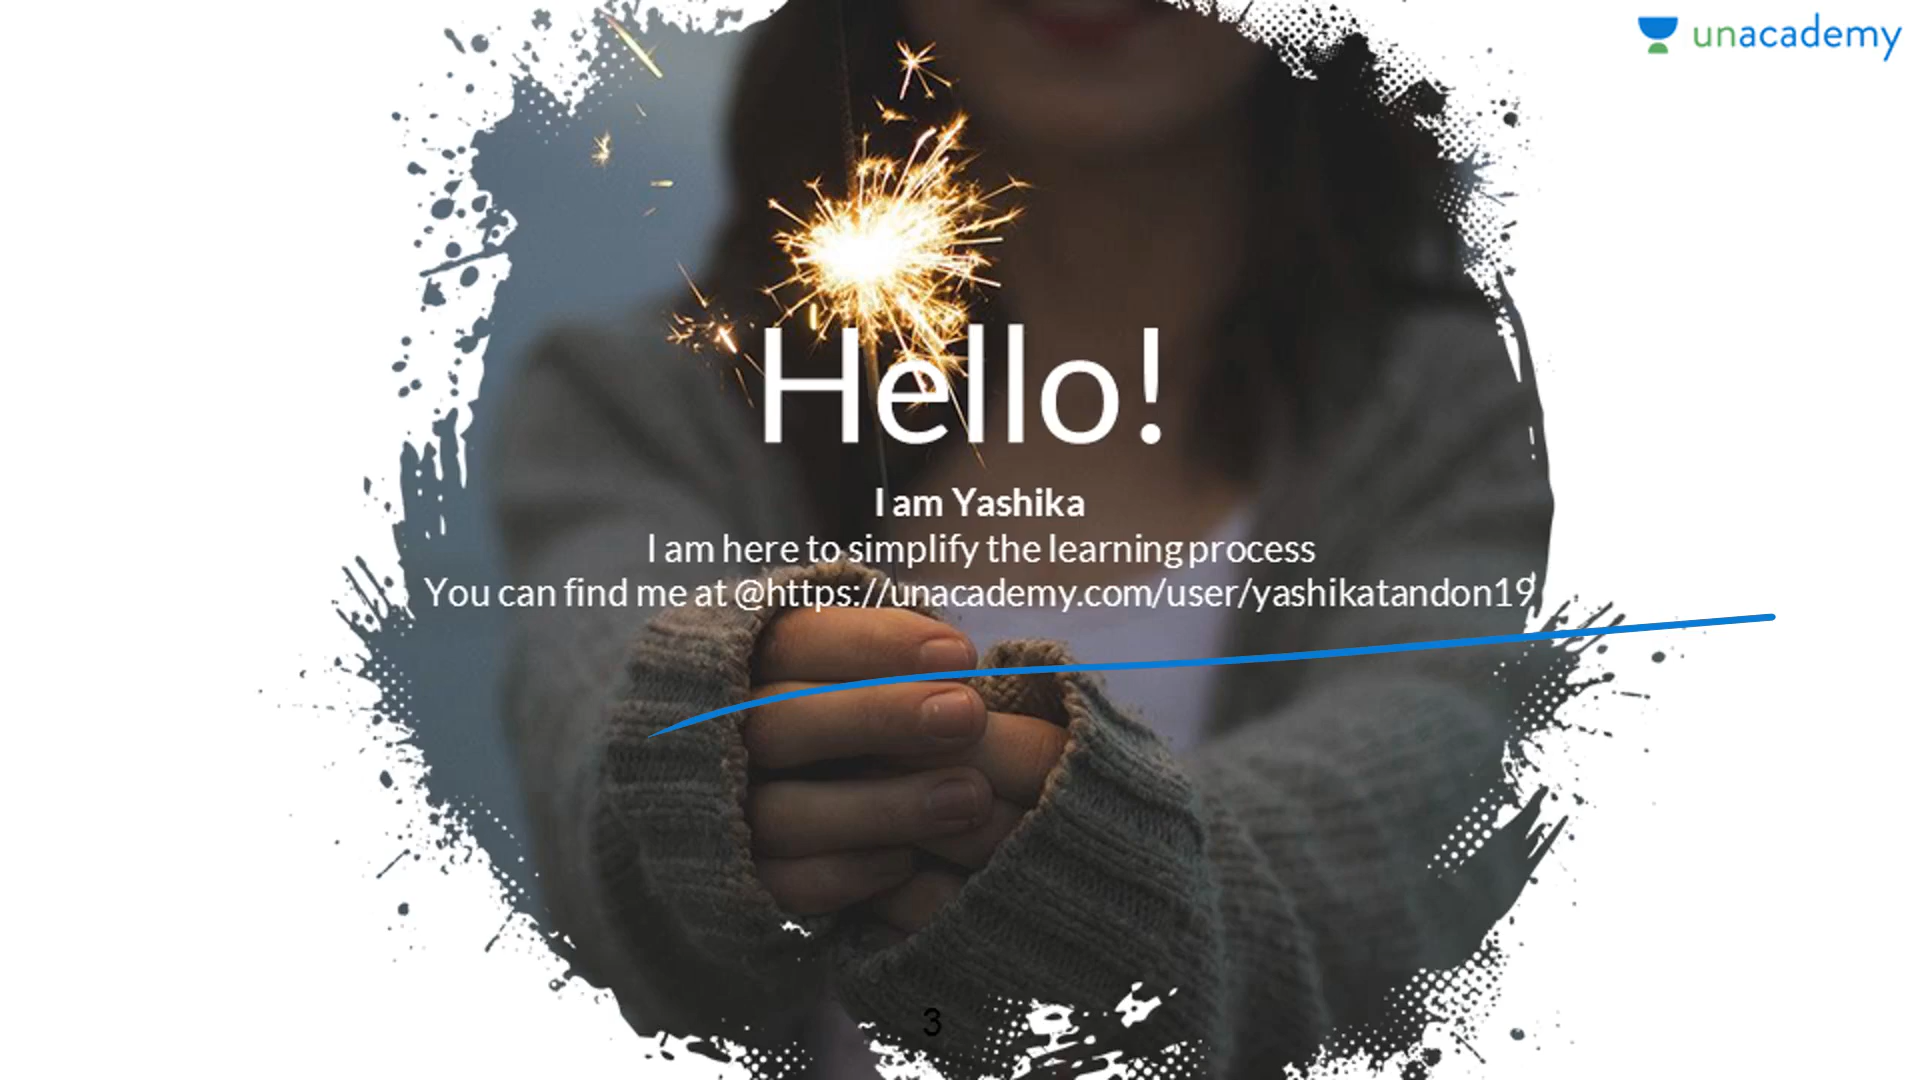 unacademy
Hello!
I am Yashika
I am here to simplify the learning process
You can find me at @https://unacademy.com/user/yashikatandon19
3